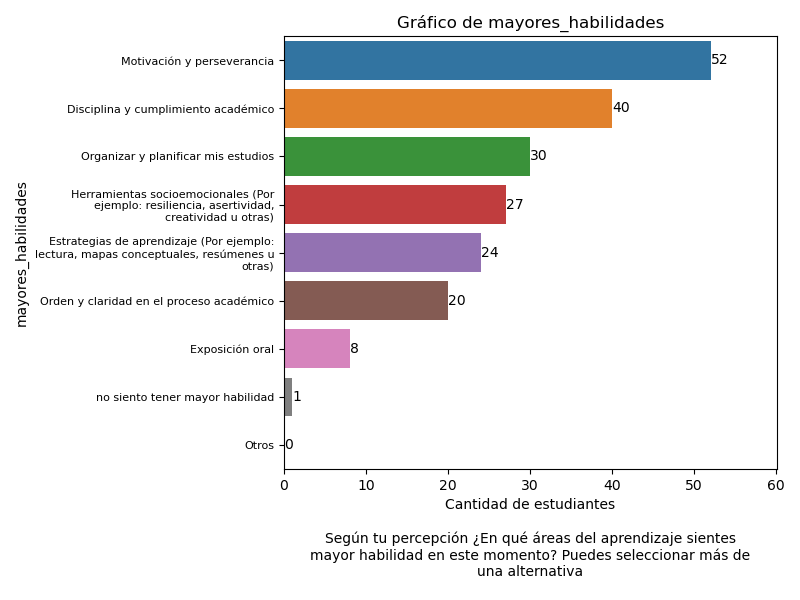 Gráfico de mayores_habilidades
mayores_habilidades
Motivación y perseverancia
52
Disciplina y cumplimiento académico
40
Organizar y planificar mis estudios
30
Herramientas socioemocionales (Por
ejemplo: resiliencia, asertividad,
creatividad u otras)
27
Estrategias de aprendizaje (Por ejemplo:
lectura, mapas conceptuales, resúmenes u
otras)
24
Orden y claridad en el proceso académico
20
Exposición oral
8
no siento tener mayor habilidad
1
Otros
0
0 10 20 30 40 50 60
Cantidad de estudiantes
Según tu percepción ¿En qué áreas del aprendizaje sientes
mayor habilidad en este momento? Puedes seleccionar más de
una alternativa